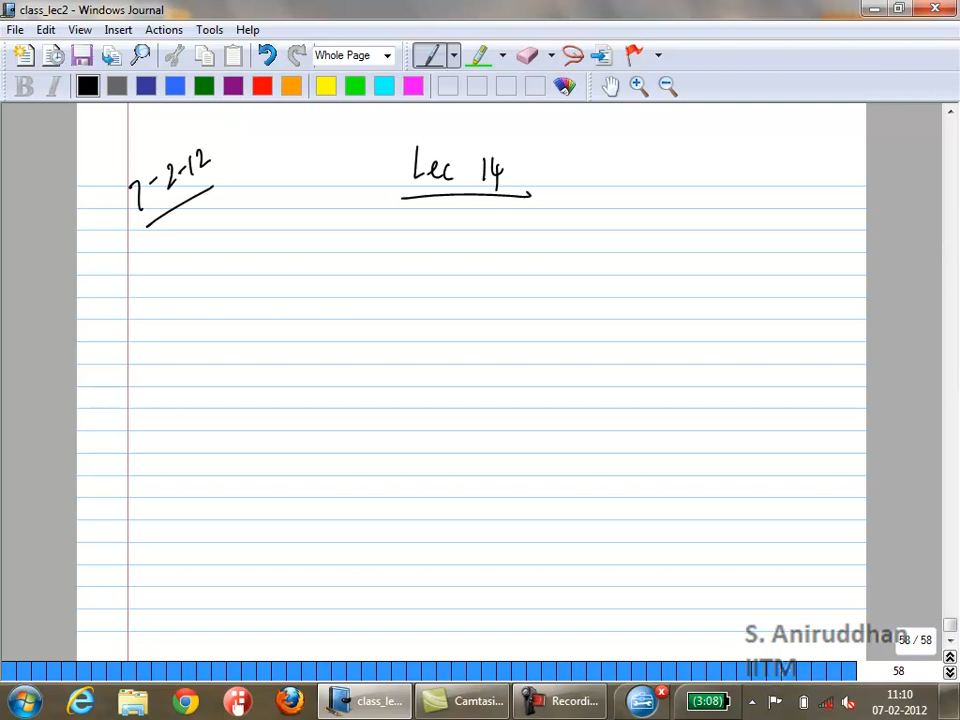 class_lec2 - Windows Journal
File Edit View Insert Actions Tools Help
Whole Page
B I
7-2-12
Lec 14
S. Aniruddhan
IITM
58 / 58
58
class_le...
Camtasi...
Recordi...
(3:08)
11:10
07-02-2012